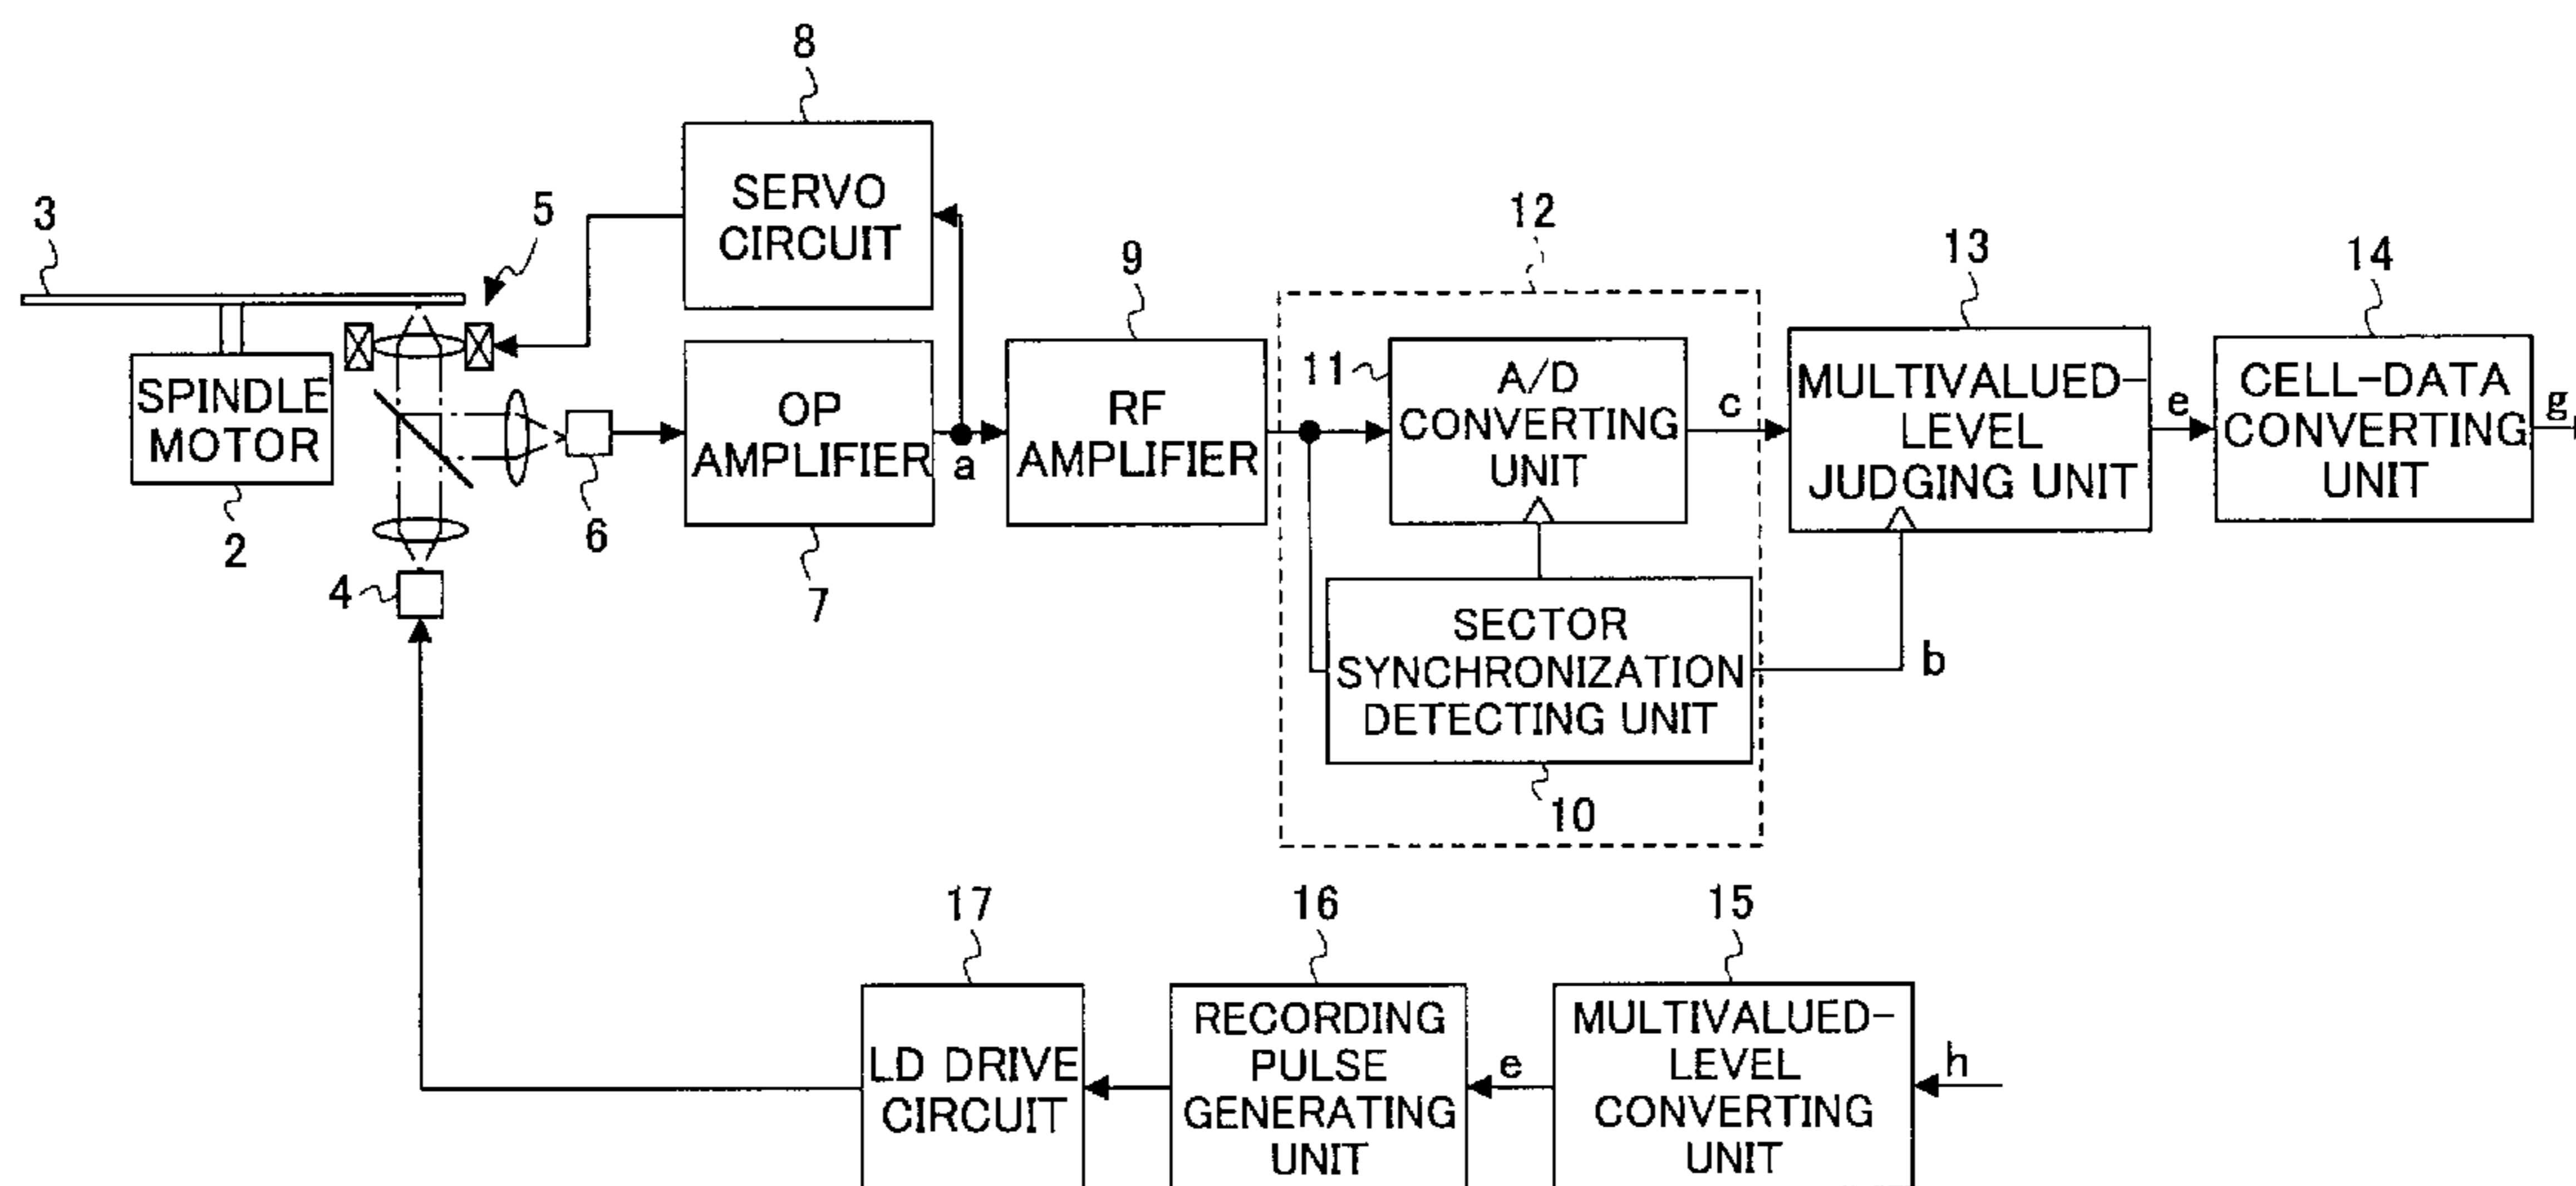 8
SERVO
CIRCUIT
3
5
SPINDLE
MOTOR
2
4
6
OP
AMPLIFIER
7
a
9
RF
AMPLIFIER
12
11
A/D
CONVERTING
UNIT
c
SECTOR
SYNCHRONIZATION
DETECTING UNIT
10
b
13
MULTIVALUED-
LEVEL
JUDGING UNIT
e
14
CELL-DATA
CONVERTING
UNIT
g
17
LD DRIVE
CIRCUIT
16
RECORDING
PULSE
GENERATING
UNIT
e
15
MULTIVALUED-
LEVEL
CONVERTING
UNIT
h